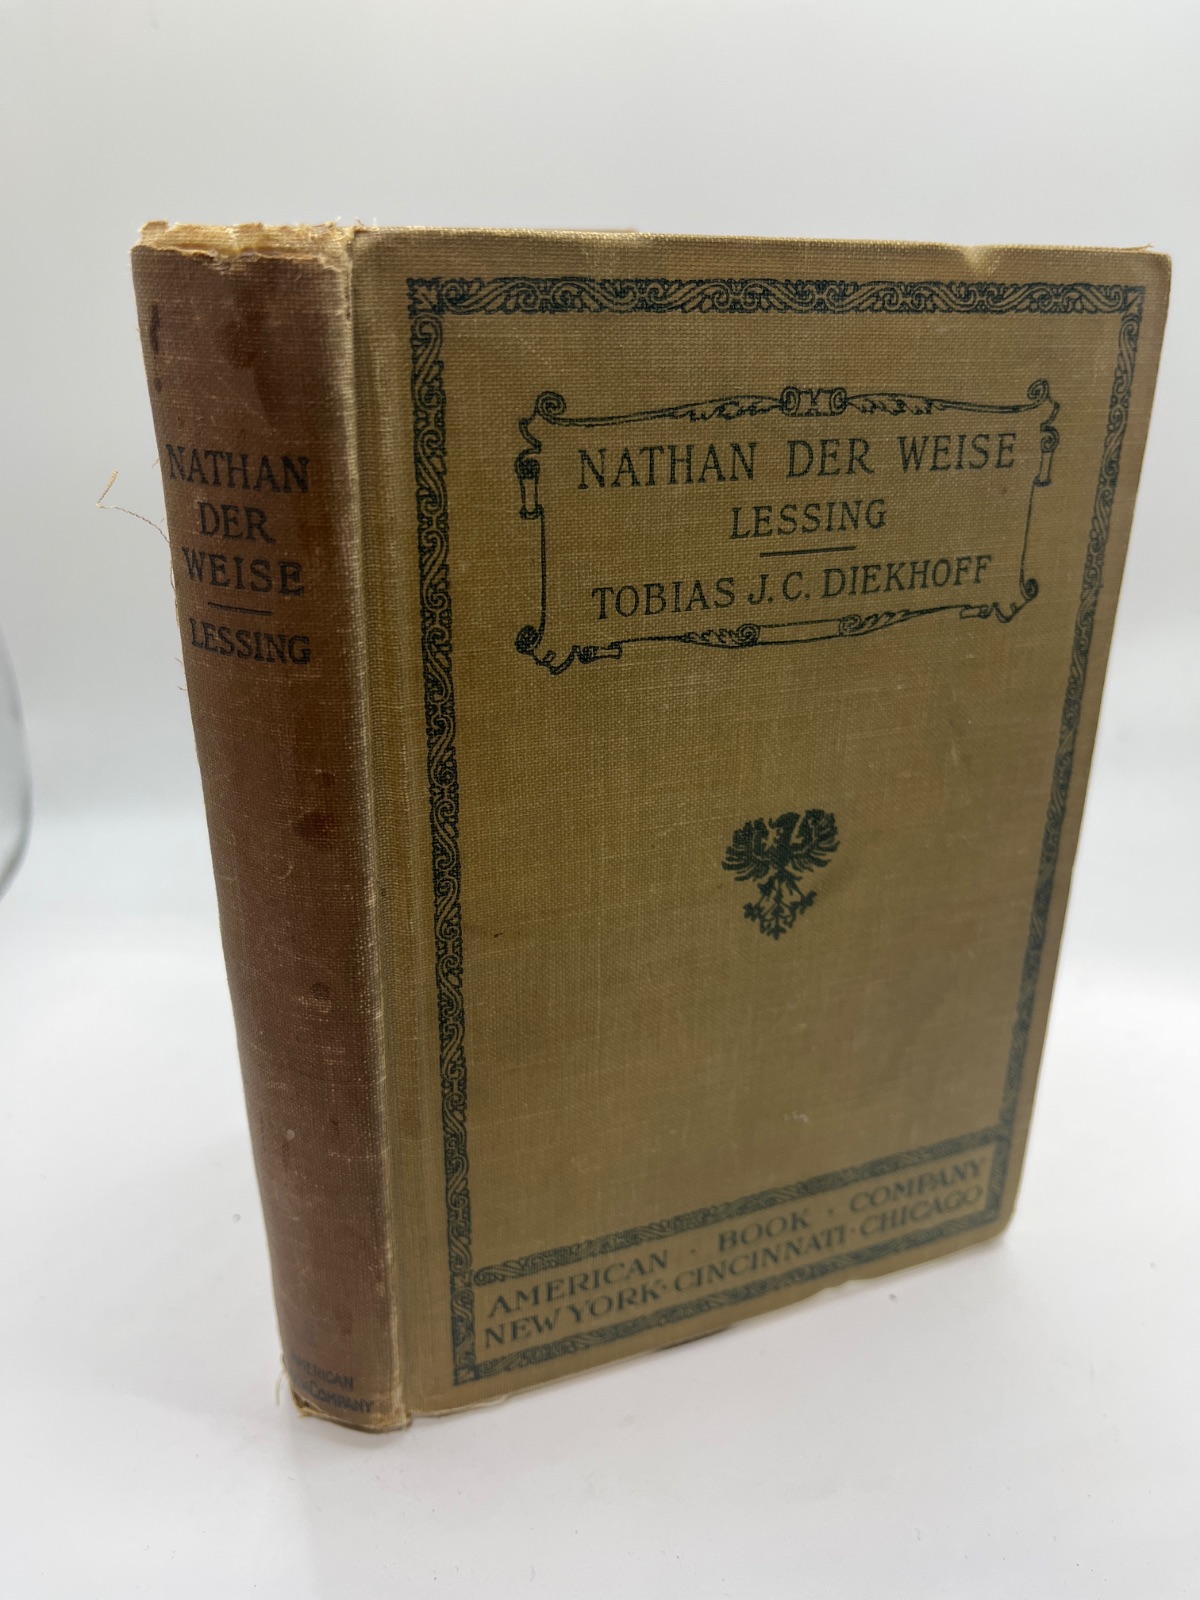 NATHAN
DER
WEISE
LESSING
AMERICAN
COMPANY
NATHAN DER WEISE
LESSING
TOBIAS J. C. DIEKHOFF
AMERICAN · BOOK · COMPANY
NEW YORK · CINCINNATI · CHICAGO